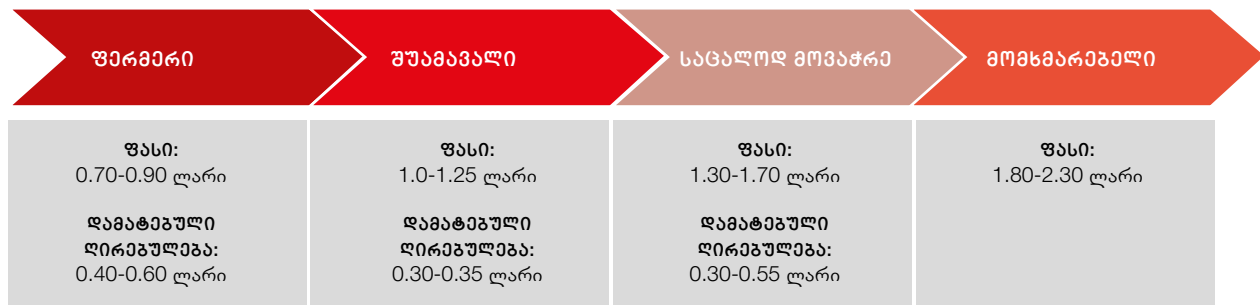 ფერმერი
შუამავალი
საცალოდ მოვაჭრე
მომხმარებელი
ფასი:
0.70-0.90 ლარი
დამატებული
ღირებულება:
0.40-0.60 ლარი
ფასი:
1.0-1.25 ლარი
დამატებული
ღირებულება:
0.30-0.35 ლარი
ფასი:
1.30-1.70 ლარი
დამატებული
ღირებულება:
0.30-0.55 ლარი
ფასი:
1.80-2.30 ლარი